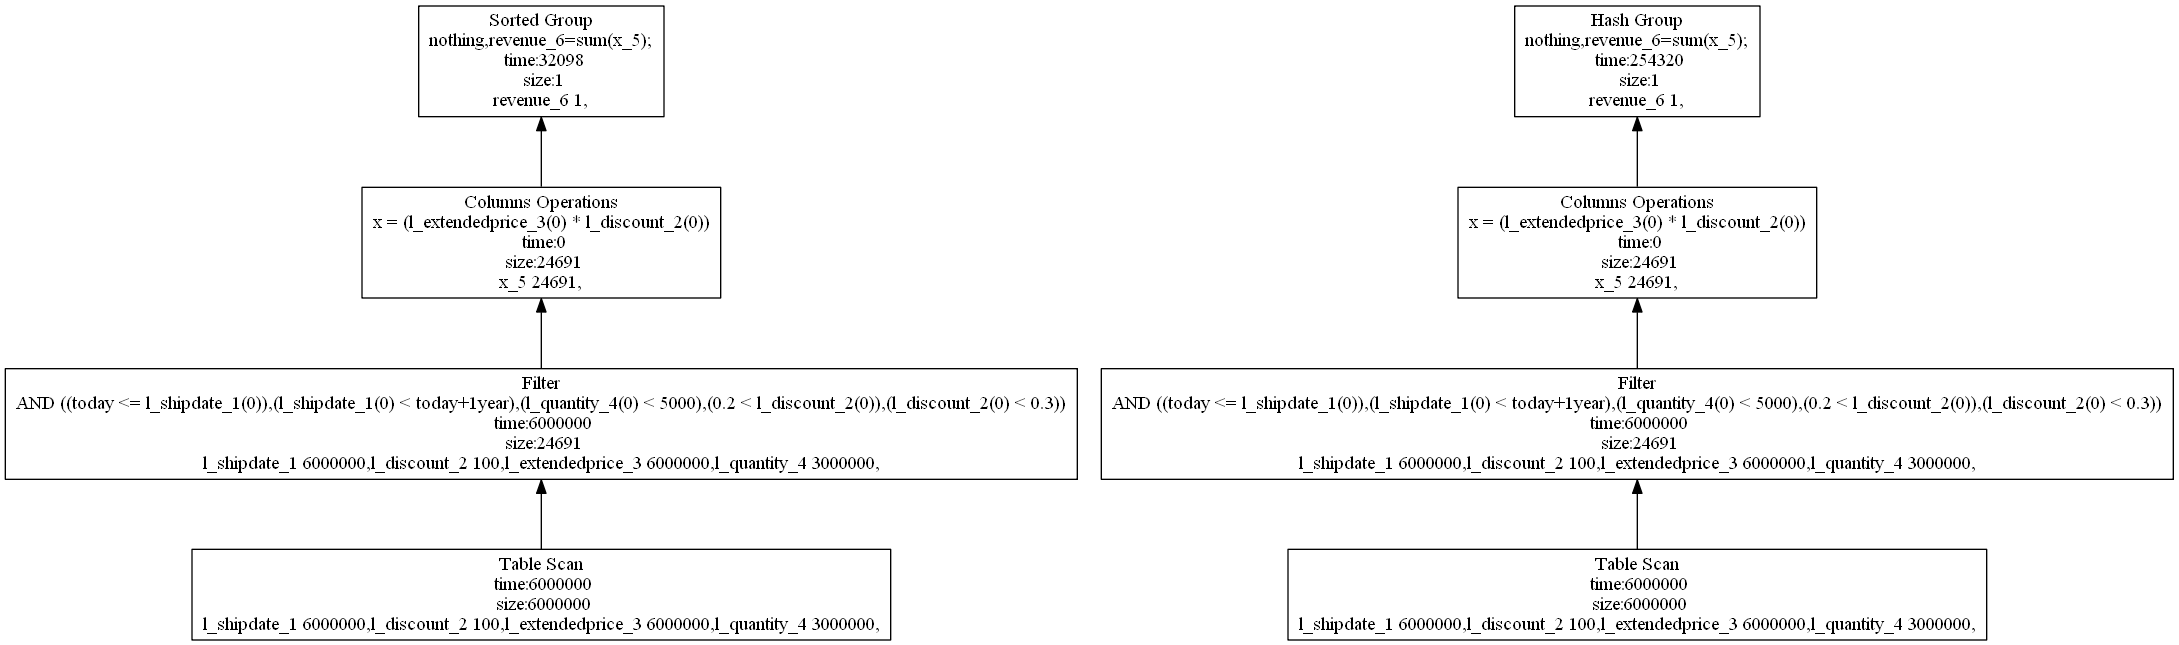 Sorted Group
nothing,revenue_6=sum(x_5);
time:32098
size:1
revenue_6 1,
Columns Operations
x = (l_extendedprice_3(0) * l_discount_2(0))
time:0
size:24691
x_5 24691,
Filter
AND ((today <= l_shipdate_1(0)),(l_shipdate_1(0) < today+1year),(l_quantity_4(0) < 5000),(0.2 < l_discount_2(0)),(l_discount_2(0) < 0.3))
time:6000000
size:24691
l_shipdate_1 6000000,l_discount_2 100,l_extendedprice_3 6000000,l_quantity_4 3000000,
Table Scan
time:6000000
size:6000000
l_shipdate_1 6000000,l_discount_2 100,l_extendedprice_3 6000000,l_quantity_4 3000000,
Hash Group
nothing,revenue_6=sum(x_5);
time:254320
size:1
revenue_6 1,
Columns Operations
x = (l_extendedprice_3(0) * l_discount_2(0))
time:0
size:24691
x_5 24691,
Filter
AND ((today <= l_shipdate_1(0)),(l_shipdate_1(0) < today+1year),(l_quantity_4(0) < 5000),(0.2 < l_discount_2(0)),(l_discount_2(0) < 0.3))
time:6000000
size:24691
l_shipdate_1 6000000,l_discount_2 100,l_extendedprice_3 6000000,l_quantity_4 3000000,
Table Scan
time:6000000
size:6000000
l_shipdate_1 6000000,l_discount_2 100,l_extendedprice_3 6000000,l_quantity_4 3000000,